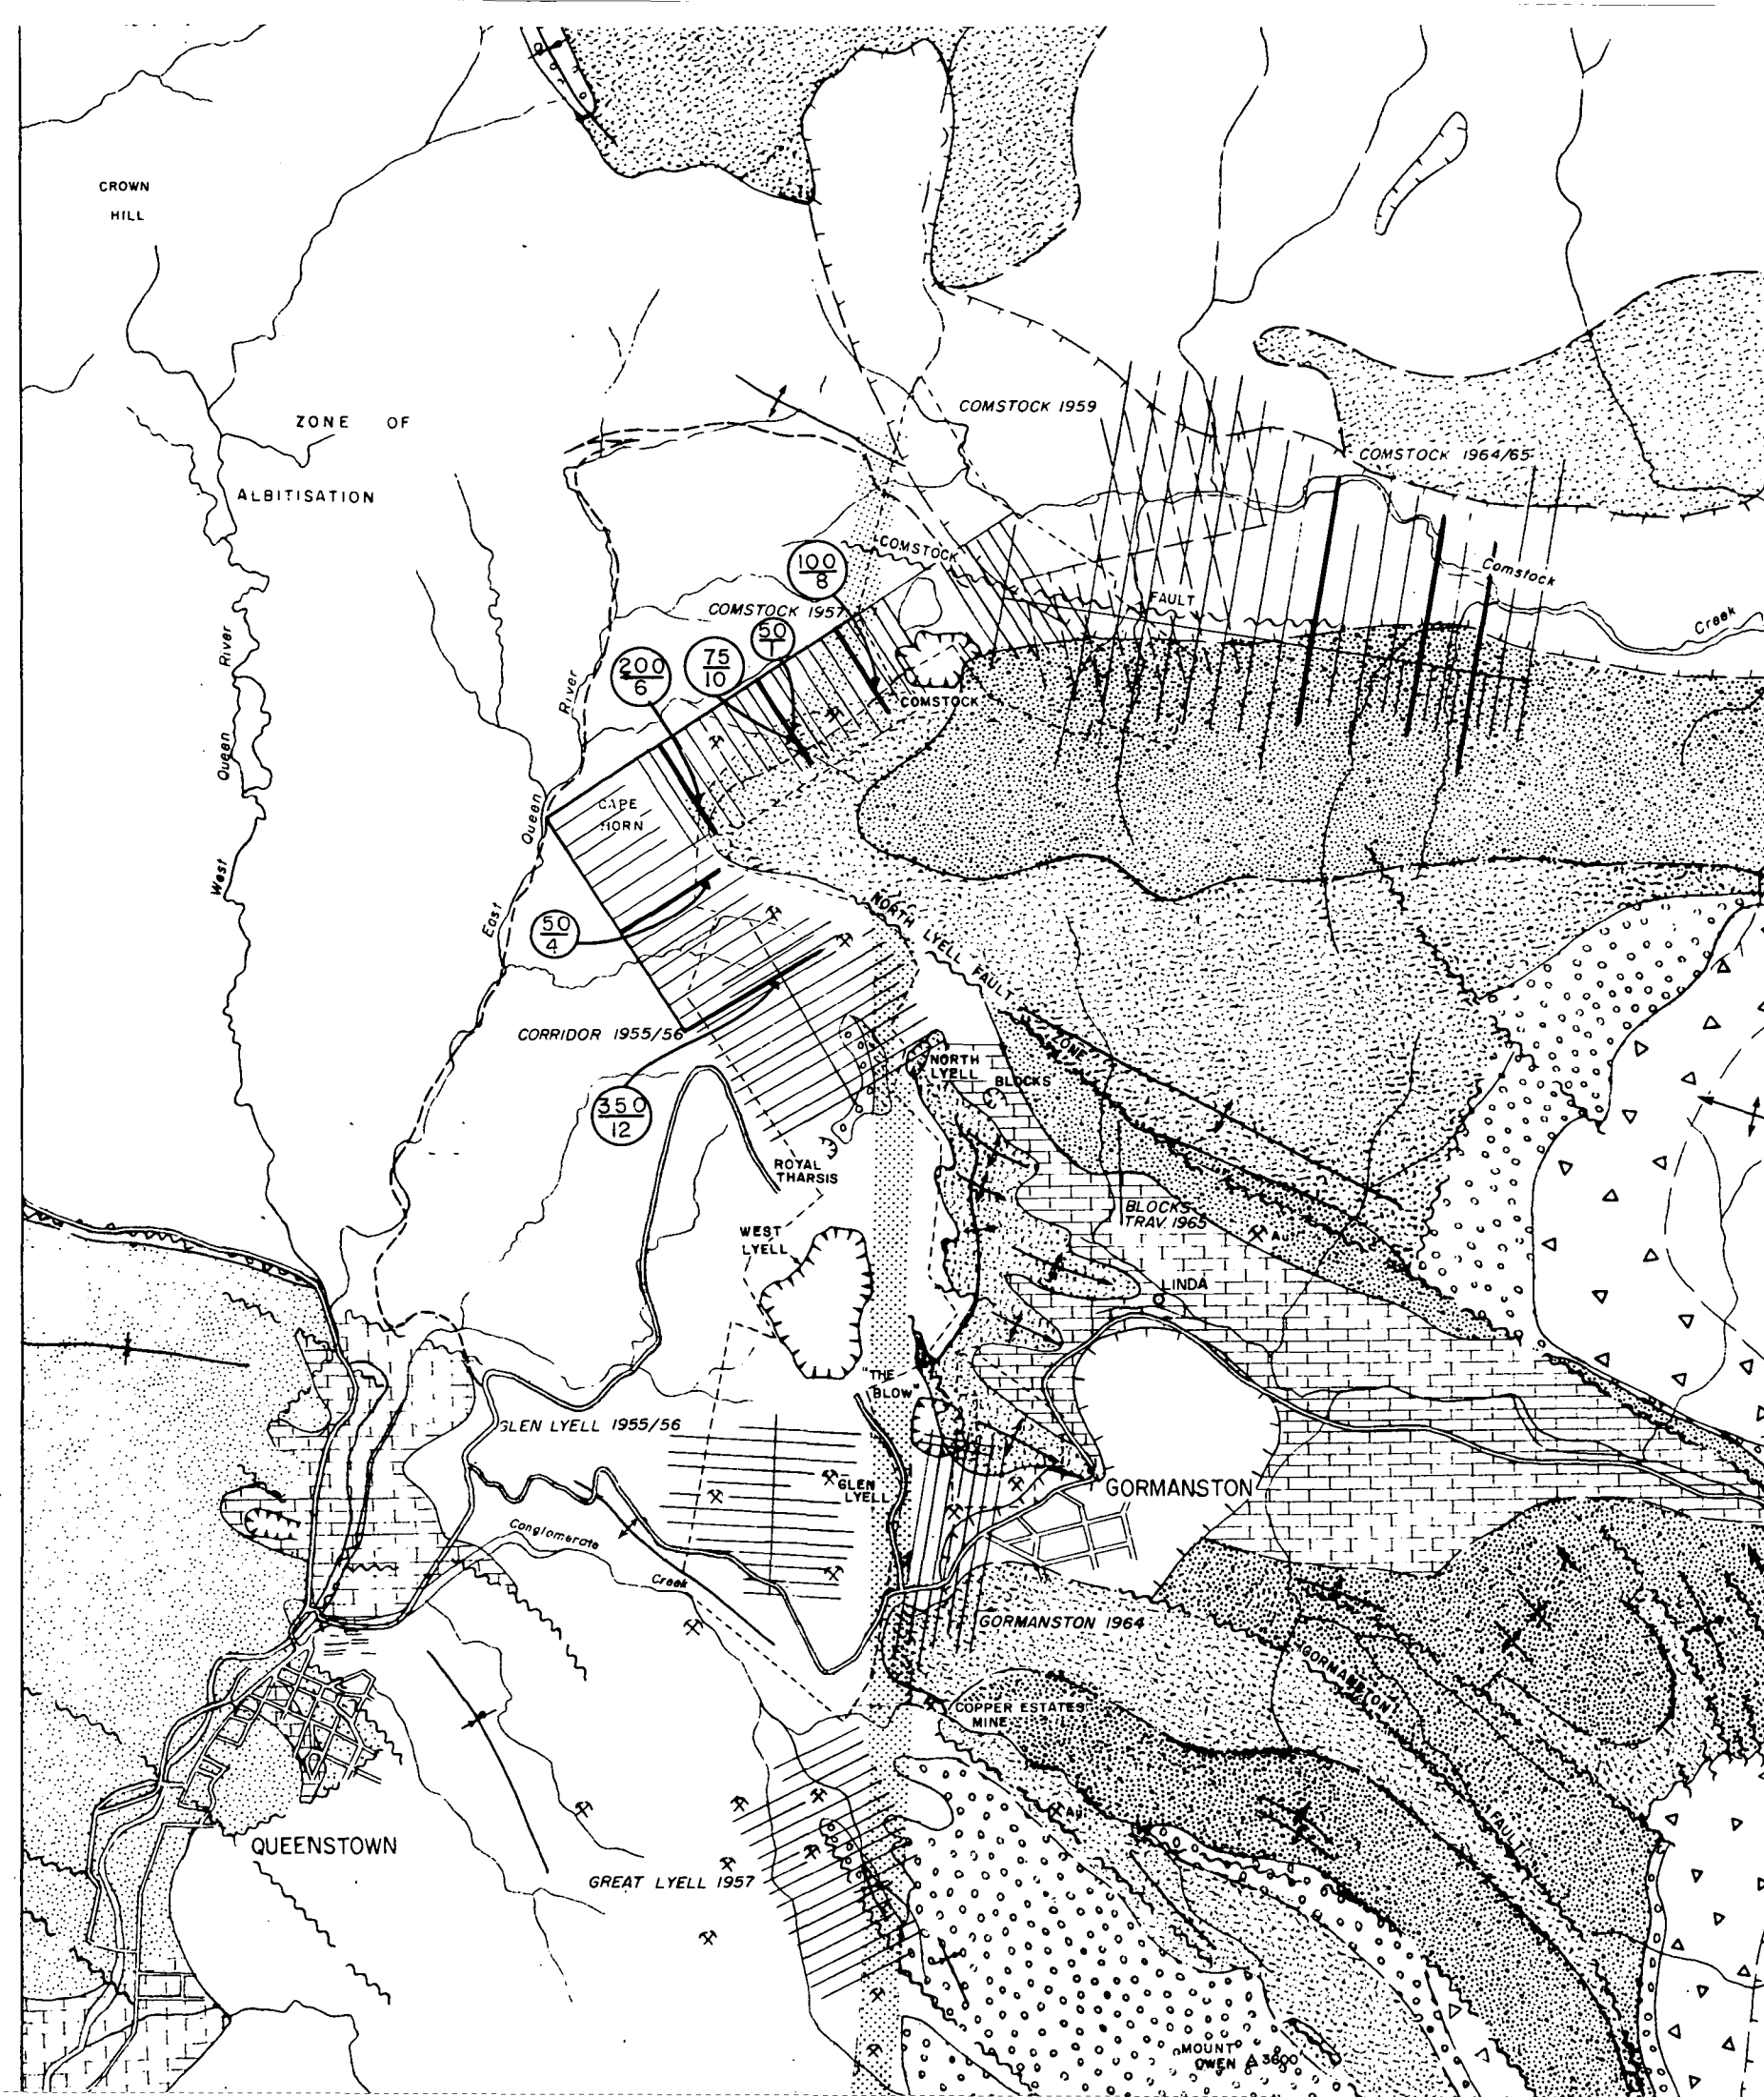 CROWN
HILL
ZONE OF
ALBITISATION
COMSTOCK 1959
COMSTOCK 1964/65
COMSTOCK
FAULT
Comstock
Creek
100
8
COMSTOCK 1957
50
1
75
10
200
6
COMSTOCK
West Queen River
East Queen River
CAPE
HORN
50
4
NORTH LYELL FAULT ZONE
CORRIDOR 1955/56
NORTH
LYELL
BLOCKS
350
12
ROYAL
THARSIS
BLOCKS
TRAV 1965
Au
WEST
LYELL
LINDA
"THE
BLOW"
GLEN LYELL 1955/56
GLEN
LYELL
GORMANSTON
Conglomerate
Creek
GORMANSTON 1964
GORMANSTON
FAULT
COPPER ESTATES
MINE
Au
QUEENSTOWN
GREAT LYELL 1957
MOUNT
OWEN 3600